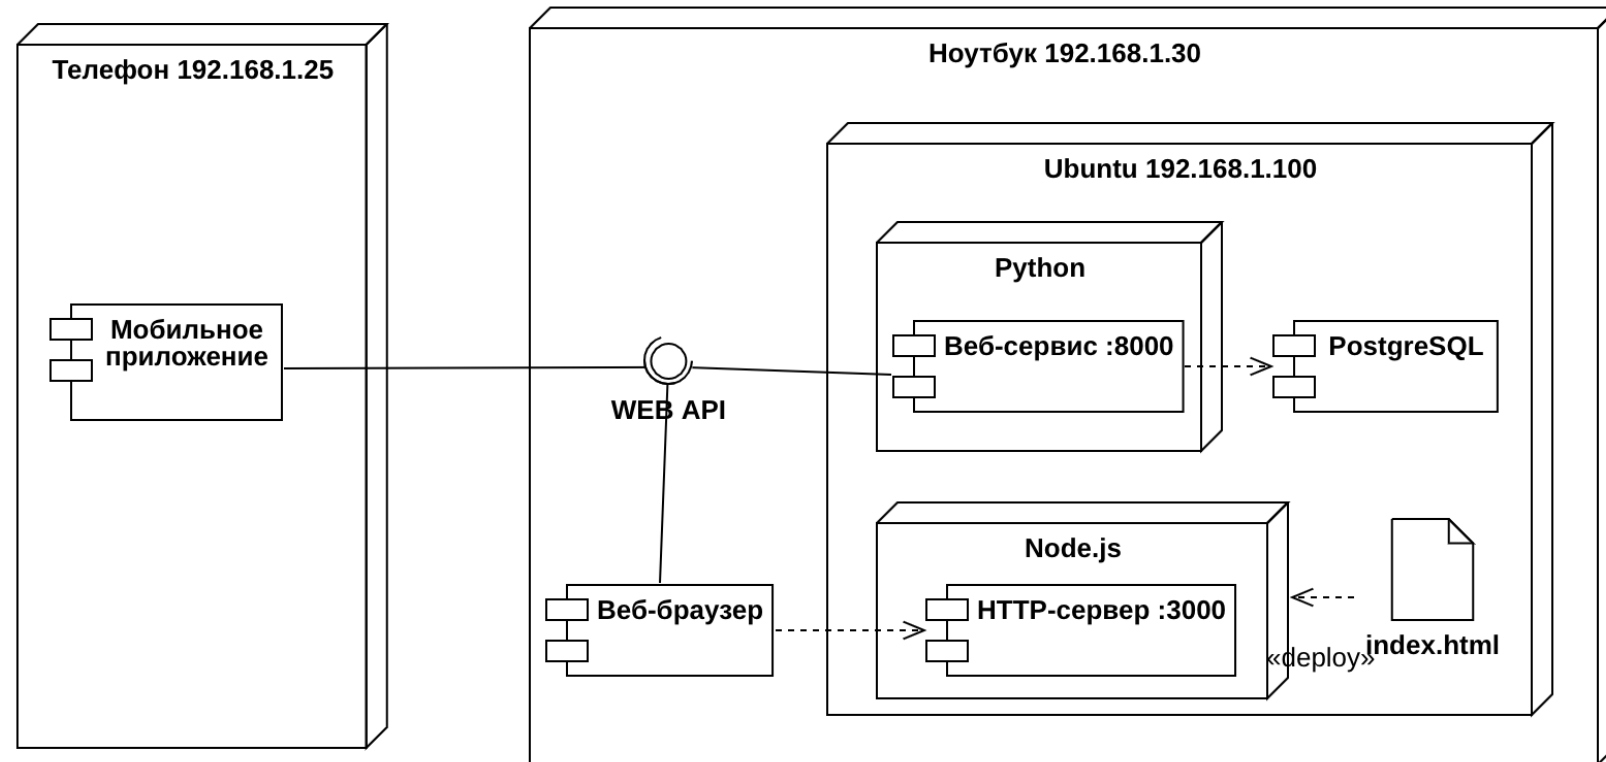 Телефон 192.168.1.25
Ноутбук 192.168.1.30
Ubuntu 192.168.1.100
Python
Мобильное
приложение
Веб-сервис :8000
PostgreSQL
WEB API
Node.js
Веб-браузер
HTTP-сервер :3000
index.html
«deploy»